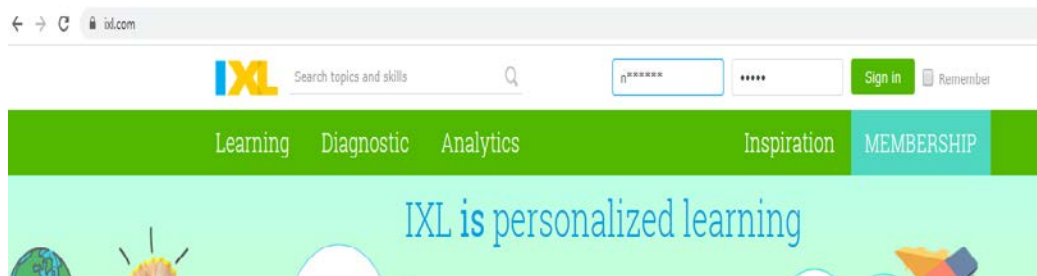 ixl.com
IXL Search topics and skills n****** ***** Sign in Remember
Learning Diagnostic Analytics Inspiration MEMBERSHIP
IXL is personalized learning